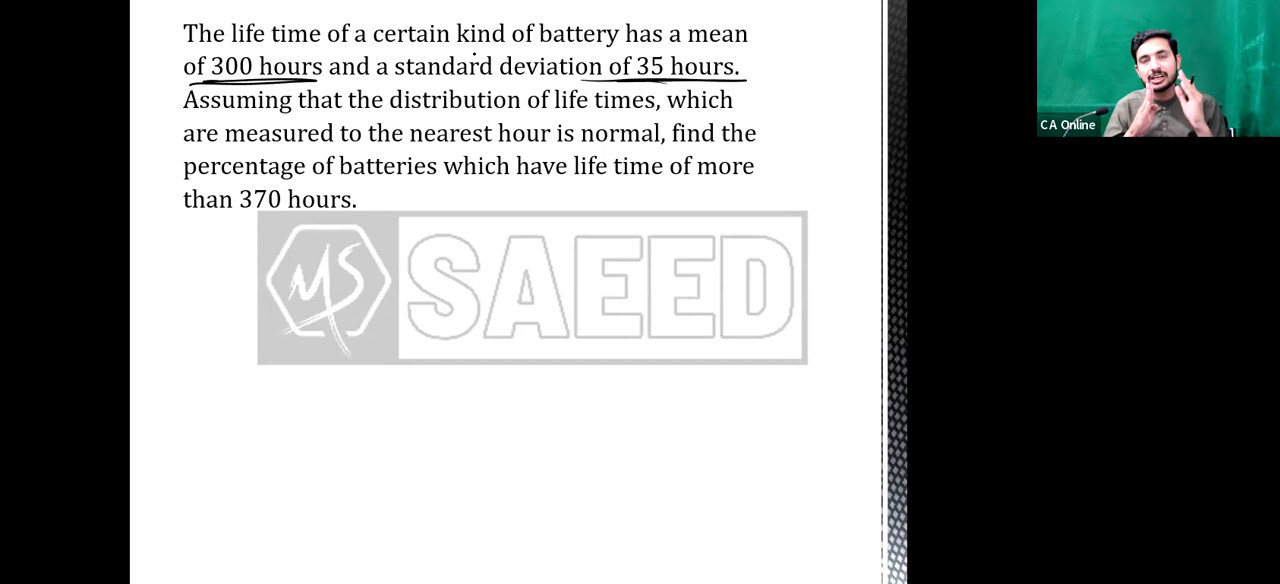 The life time of a certain kind of battery has a mean
of 300 hours and a standard deviation of 35 hours.
Assuming that the distribution of life times, which
are measured to the nearest hour is normal, find the
percentage of batteries which have life time of more
than 370 hours.
MS SAEED
C A Online